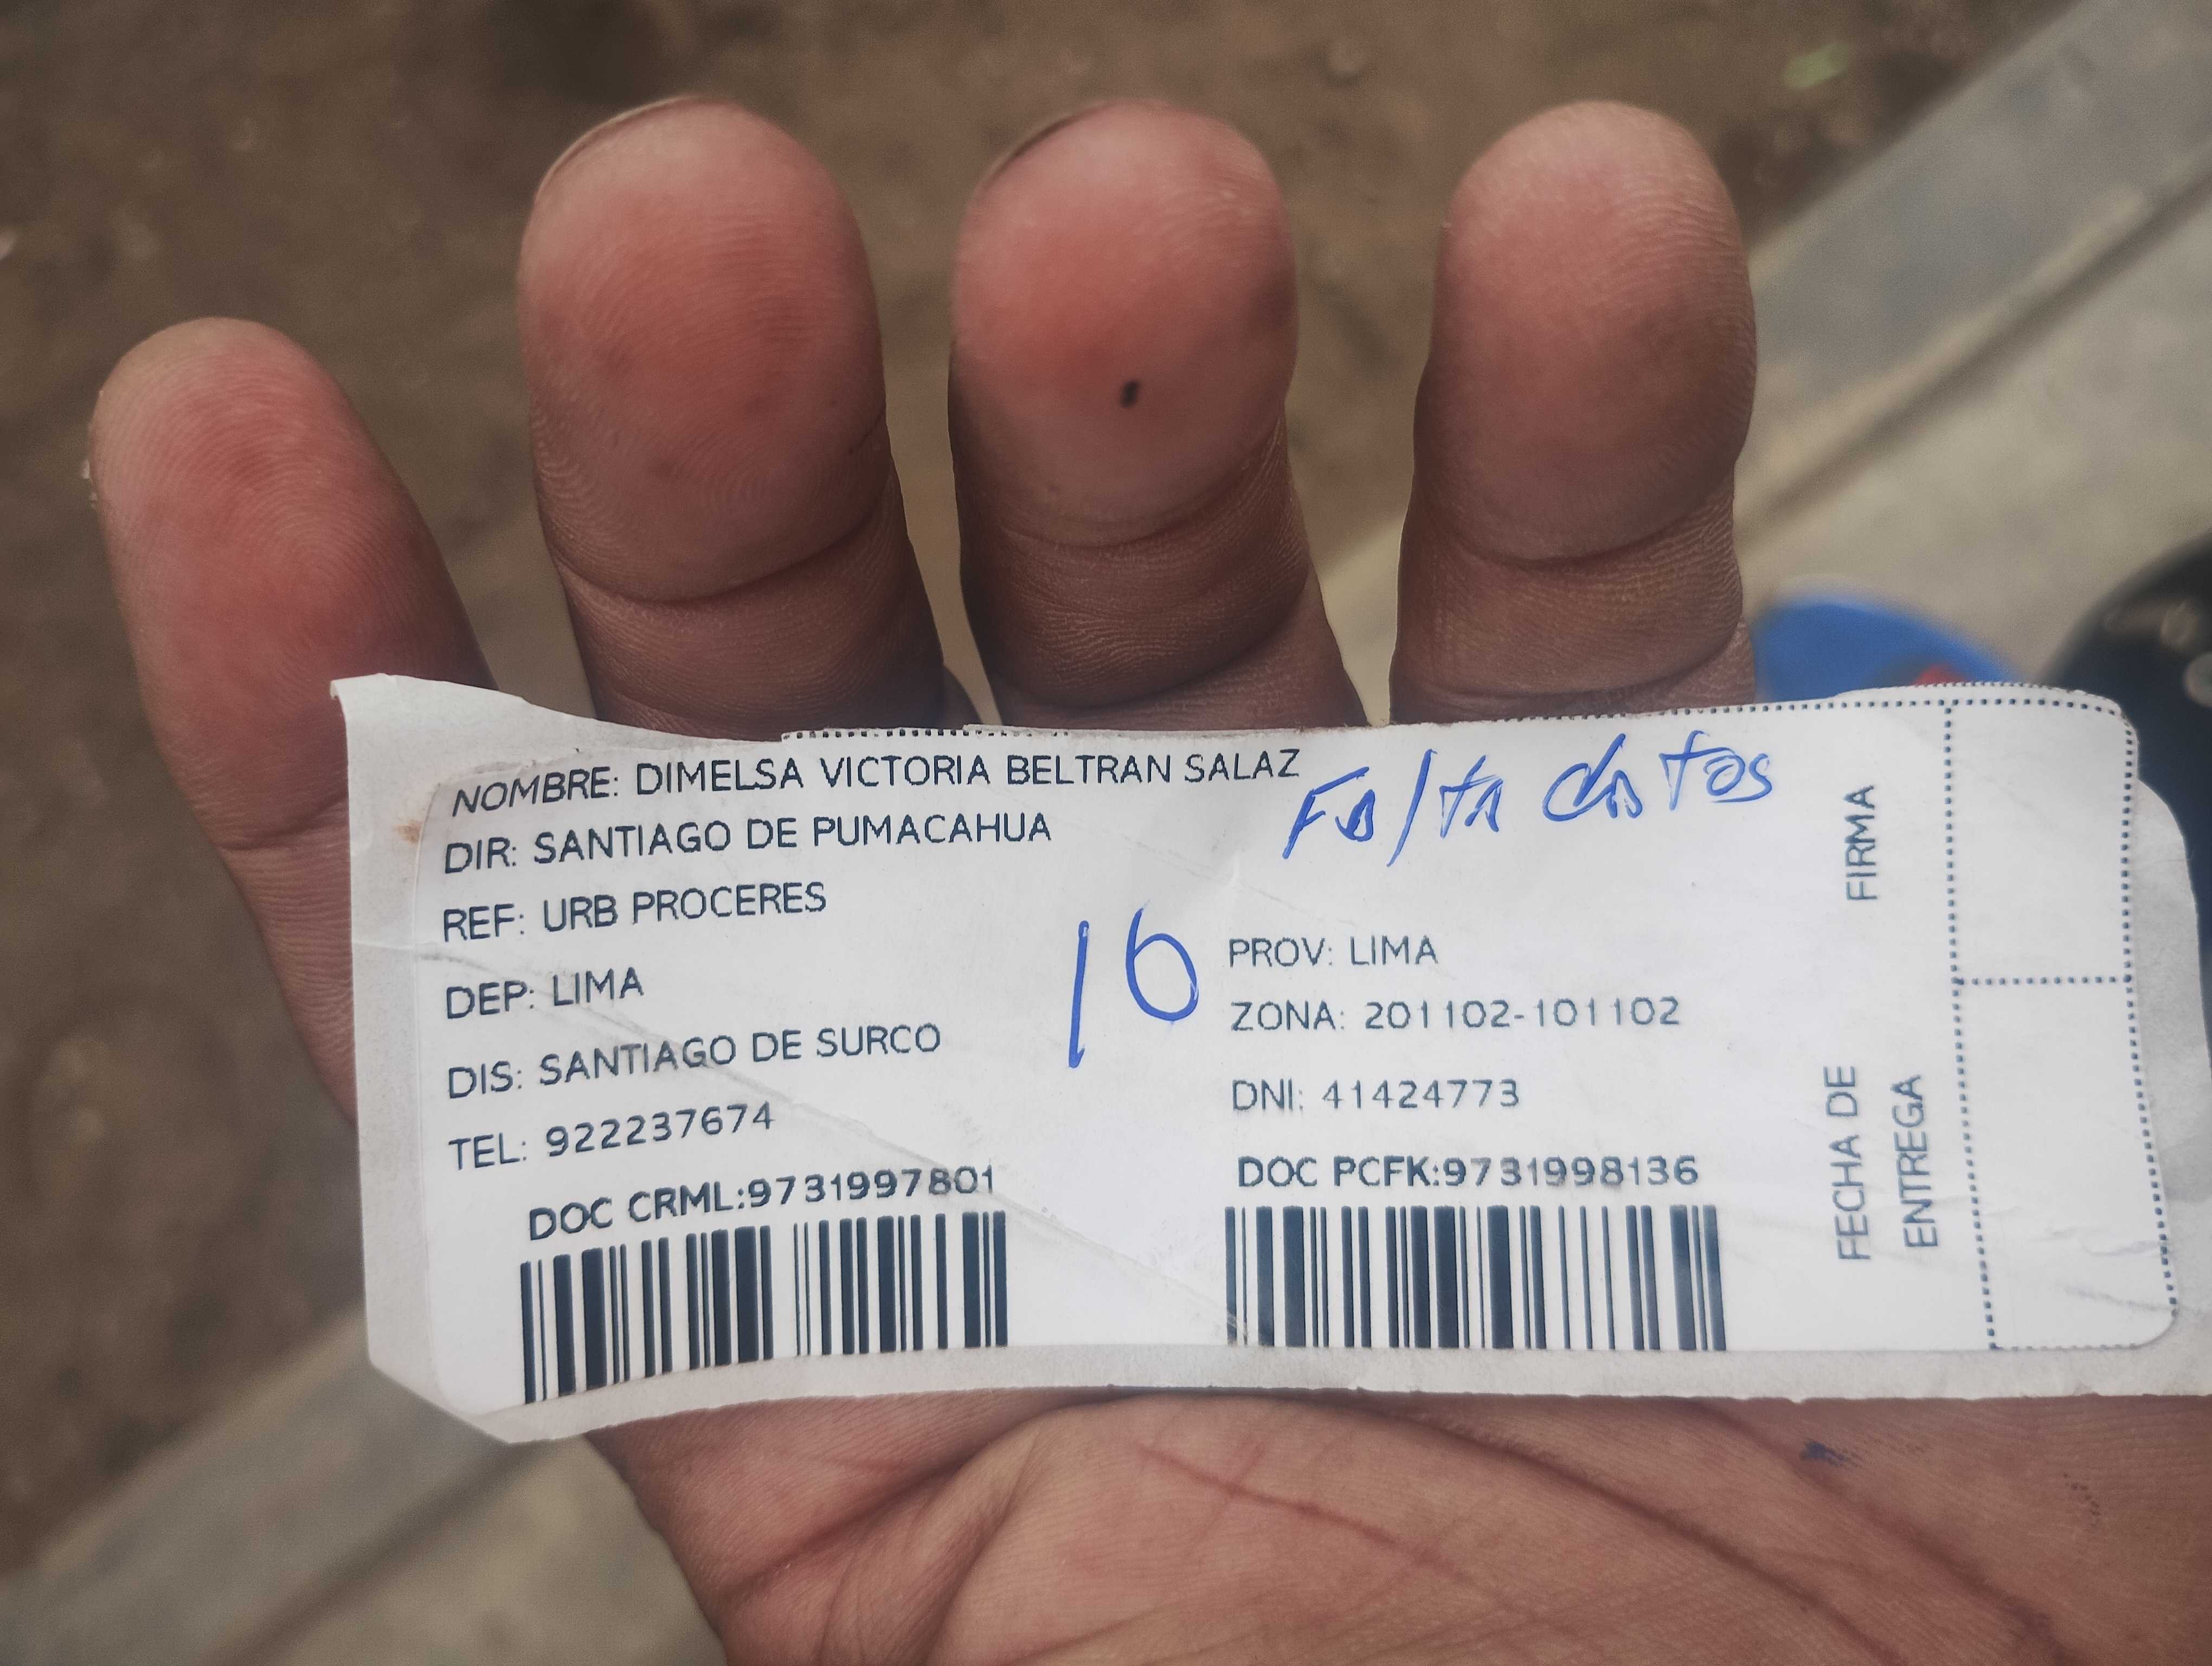 NOMBRE: DIMELSA VICTORIA BELTRAN SALAZ
Falta datos
DIR: SANTIAGO DE PUMACAHUA
REF: URB PROCERES
16
DEP: LIMA
PROV: LIMA
DIS: SANTIAGO DE SURCO
ZONA: 201102-101102
TEL: 922237674
DNI: 41424773
DOC CRML:9731997801
DOC PCFK:9731998136
FIRMA
FECHA DE
ENTREGA